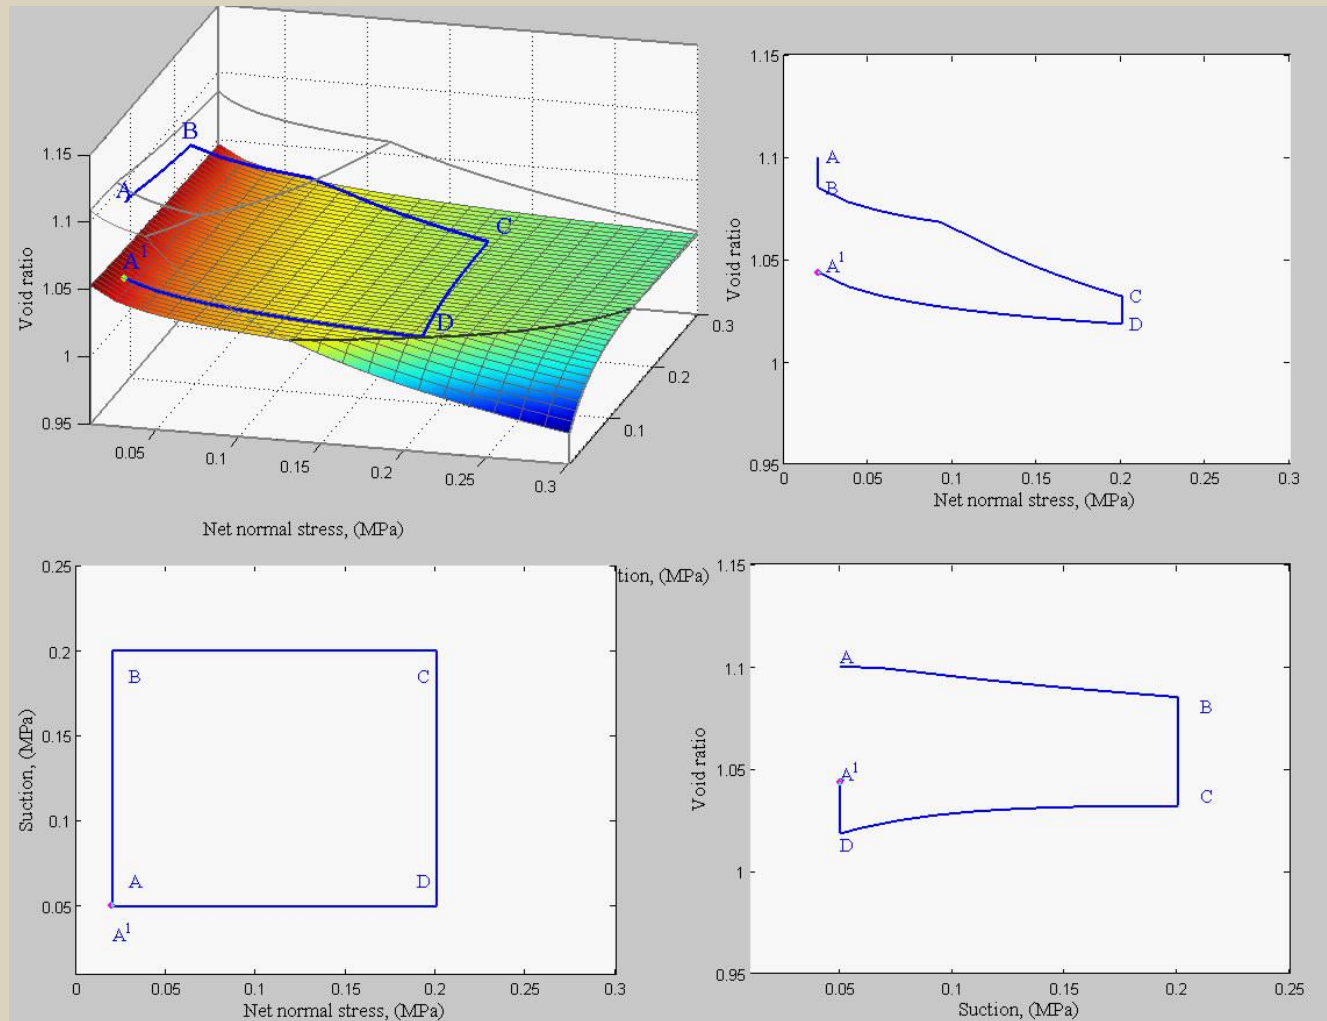 1.15
1.1
1.05
1
0.95
Void ratio
A
B
C
D
A1
0.05
0.1
0.15
0.2
0.25
0.3
0.1
0.2
0.3
Net normal stress, (MPa)
tion, (MPa)
1.15
1.10
1.05
1
0.95
Void ratio
A
B
A1
C
D
0
0.05
0.1
0.15
0.2
0.25
0.3
Net normal stress, (MPa)
0.25
0.2
0.15
0.1
0.05
Suction, (MPa)
B
C
A
D
A1
0
0.05
0.1
0.15
0.2
0.25
0.3
Net normal stress, (MPa)
1.15
1.10
1.05
1
0.95
Void ratio
A
B
A1
C
D
0.05
0.1
0.15
0.2
0.25
Suction, (MPa)